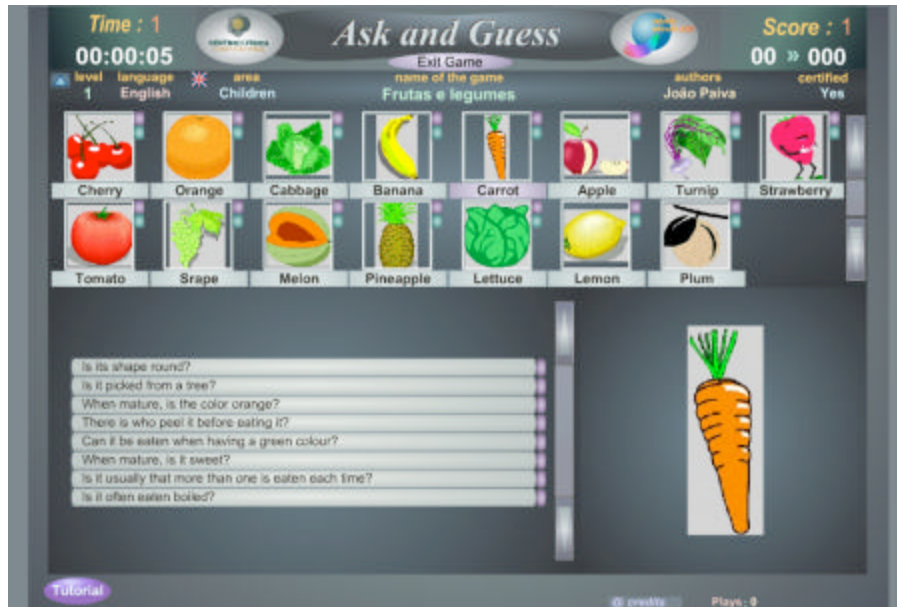 Time : 1
Ask and Guess
Score : 1
00:00:05
Exit Game
00 » 000
level language area name of the game authors certified
1 English Children Frutas e legumes João Paiva Yes
Cherry Orange Cabbage Banana Carrot Apple Turnip Strawberry
Tomato Srape Melon Pineapple Lettuce Lemon Plum
Is its shape round?
Is it picked from a tree?
When mature, is the color orange?
There is who peel it before eating it?
Can it be eaten when having a green colour?
When mature, is it sweet?
Is it usually that more than one is eaten each time?
Is it often eaten boiled?
Tutorial
credits Plays: 0